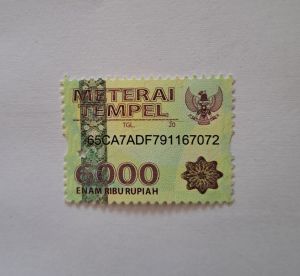 METERAI
TEMPEL
TGL. 20
65CA7ADF791167072
6000
ENAM RIBU RUPIAH